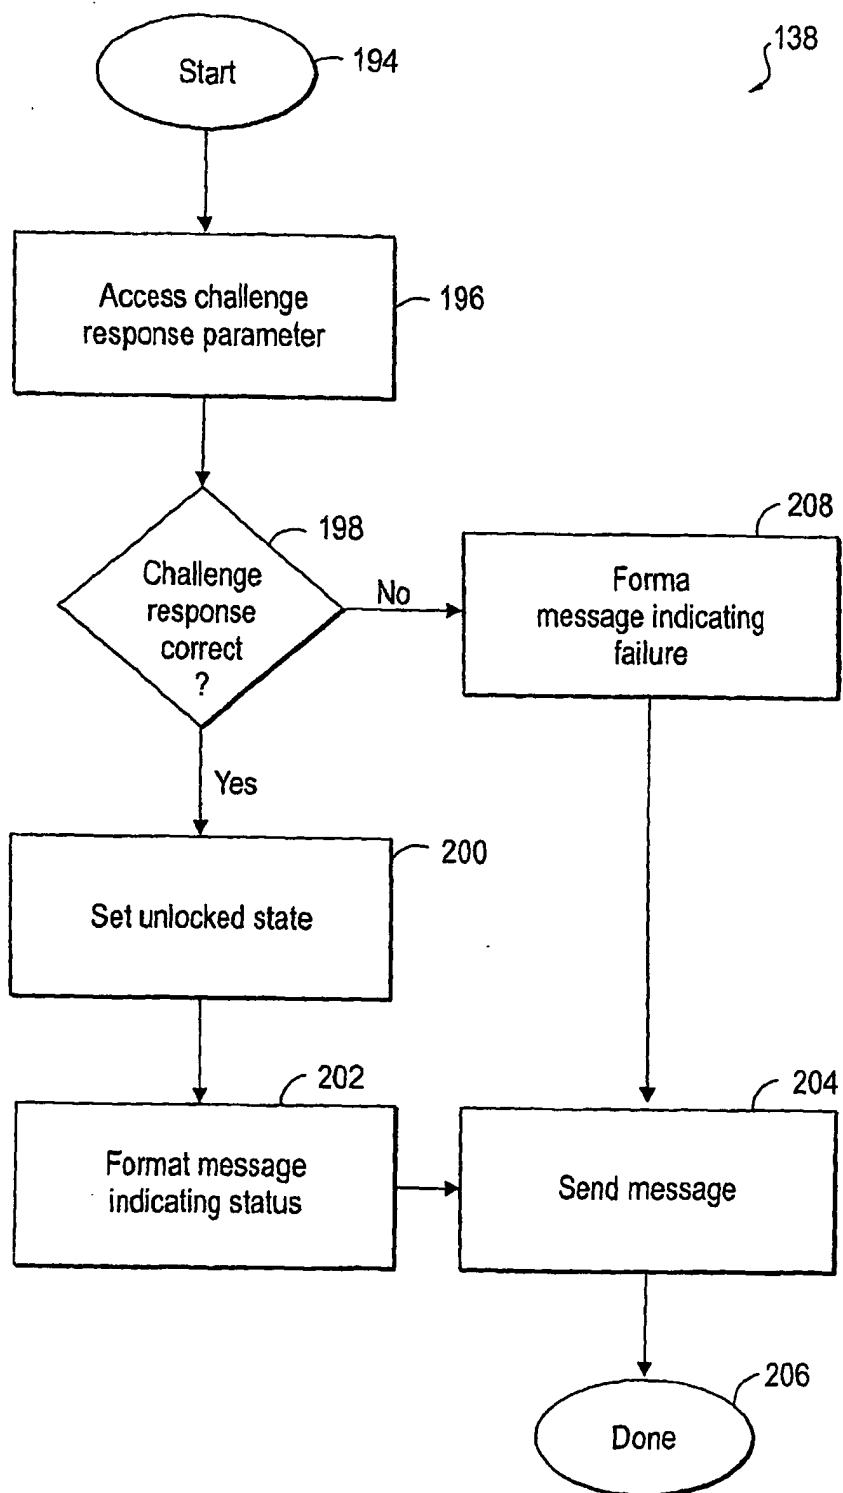 138
Start
194
Access challenge
response parameter
196
Challenge
response
correct
?
198
No
Yes
208
Forma
message indicating
failure
Set unlocked state
200
Format message
indicating status
202
Send message
204
Done
206